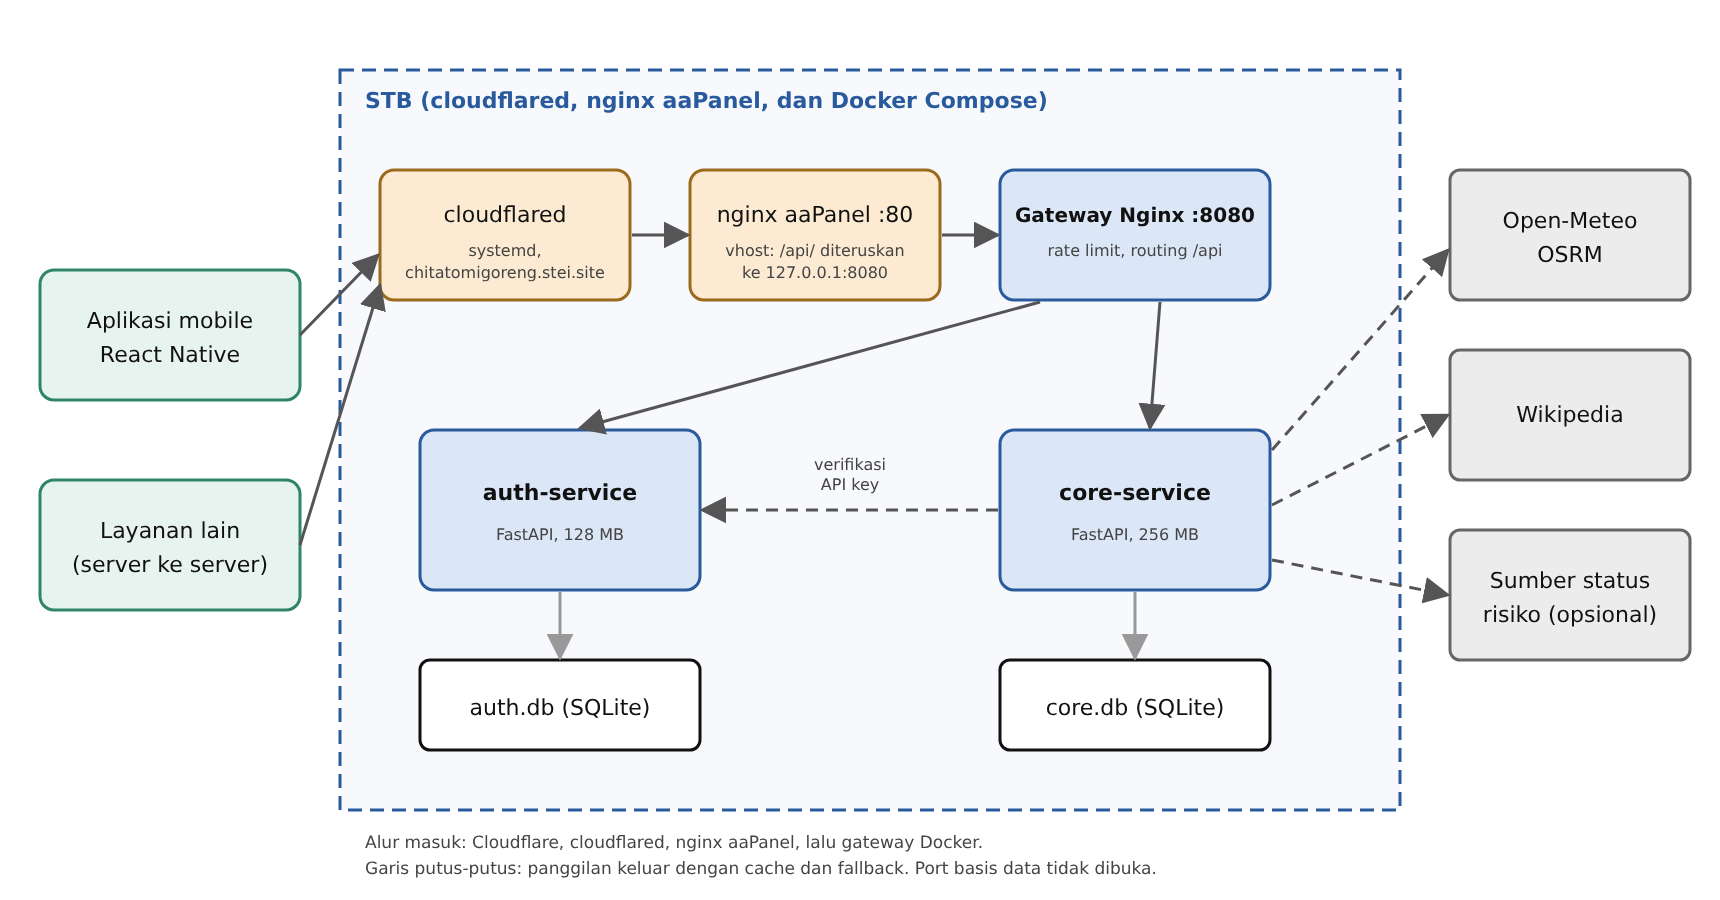 STB (cloudflared, nginx aaPanel, dan Docker Compose)
cloudflared
systemd,
chitatomigoreng.stei.site
nginx aaPanel :80
vhost: /api/ diteruskan
ke 127.0.0.1:8080
Gateway Nginx :8080
rate limit, routing /api
Open-Meteo
OSRM
Aplikasi mobile
React Native
Wikipedia
Layanan lain
(server ke server)
auth-service
FastAPI, 128 MB
verifikasi
API key
core-service
FastAPI, 256 MB
Sumber status
risiko (opsional)
auth.db (SQLite)
core.db (SQLite)
Alur masuk: Cloudflare, cloudflared, nginx aaPanel, lalu gateway Docker.
Garis putus-putus: panggilan keluar dengan cache dan fallback. Port basis data tidak dibuka.